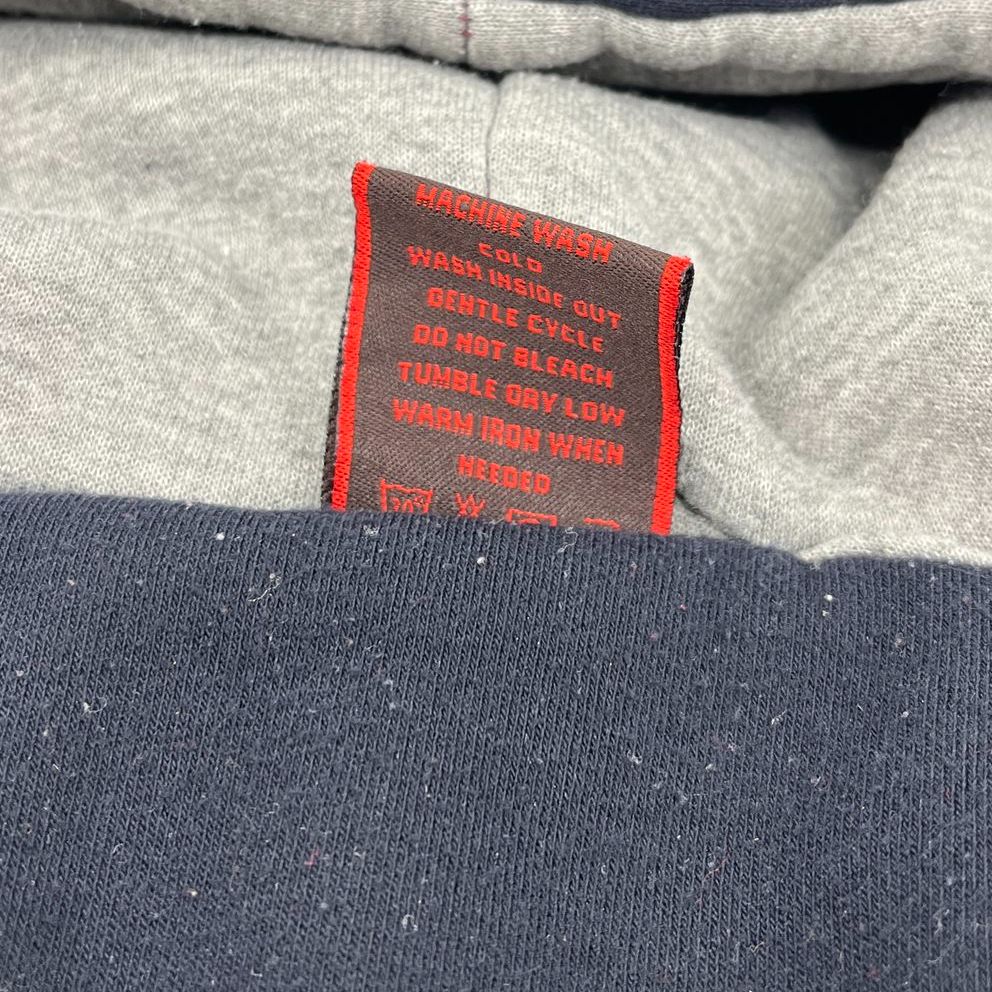 MACHINE WASH
COLD
WASH INSIDE OUT
GENTLE CYCLE
DO NOT BLEACH
TUMBLE DRY LOW
WARM IRON WHEN
NEEDED